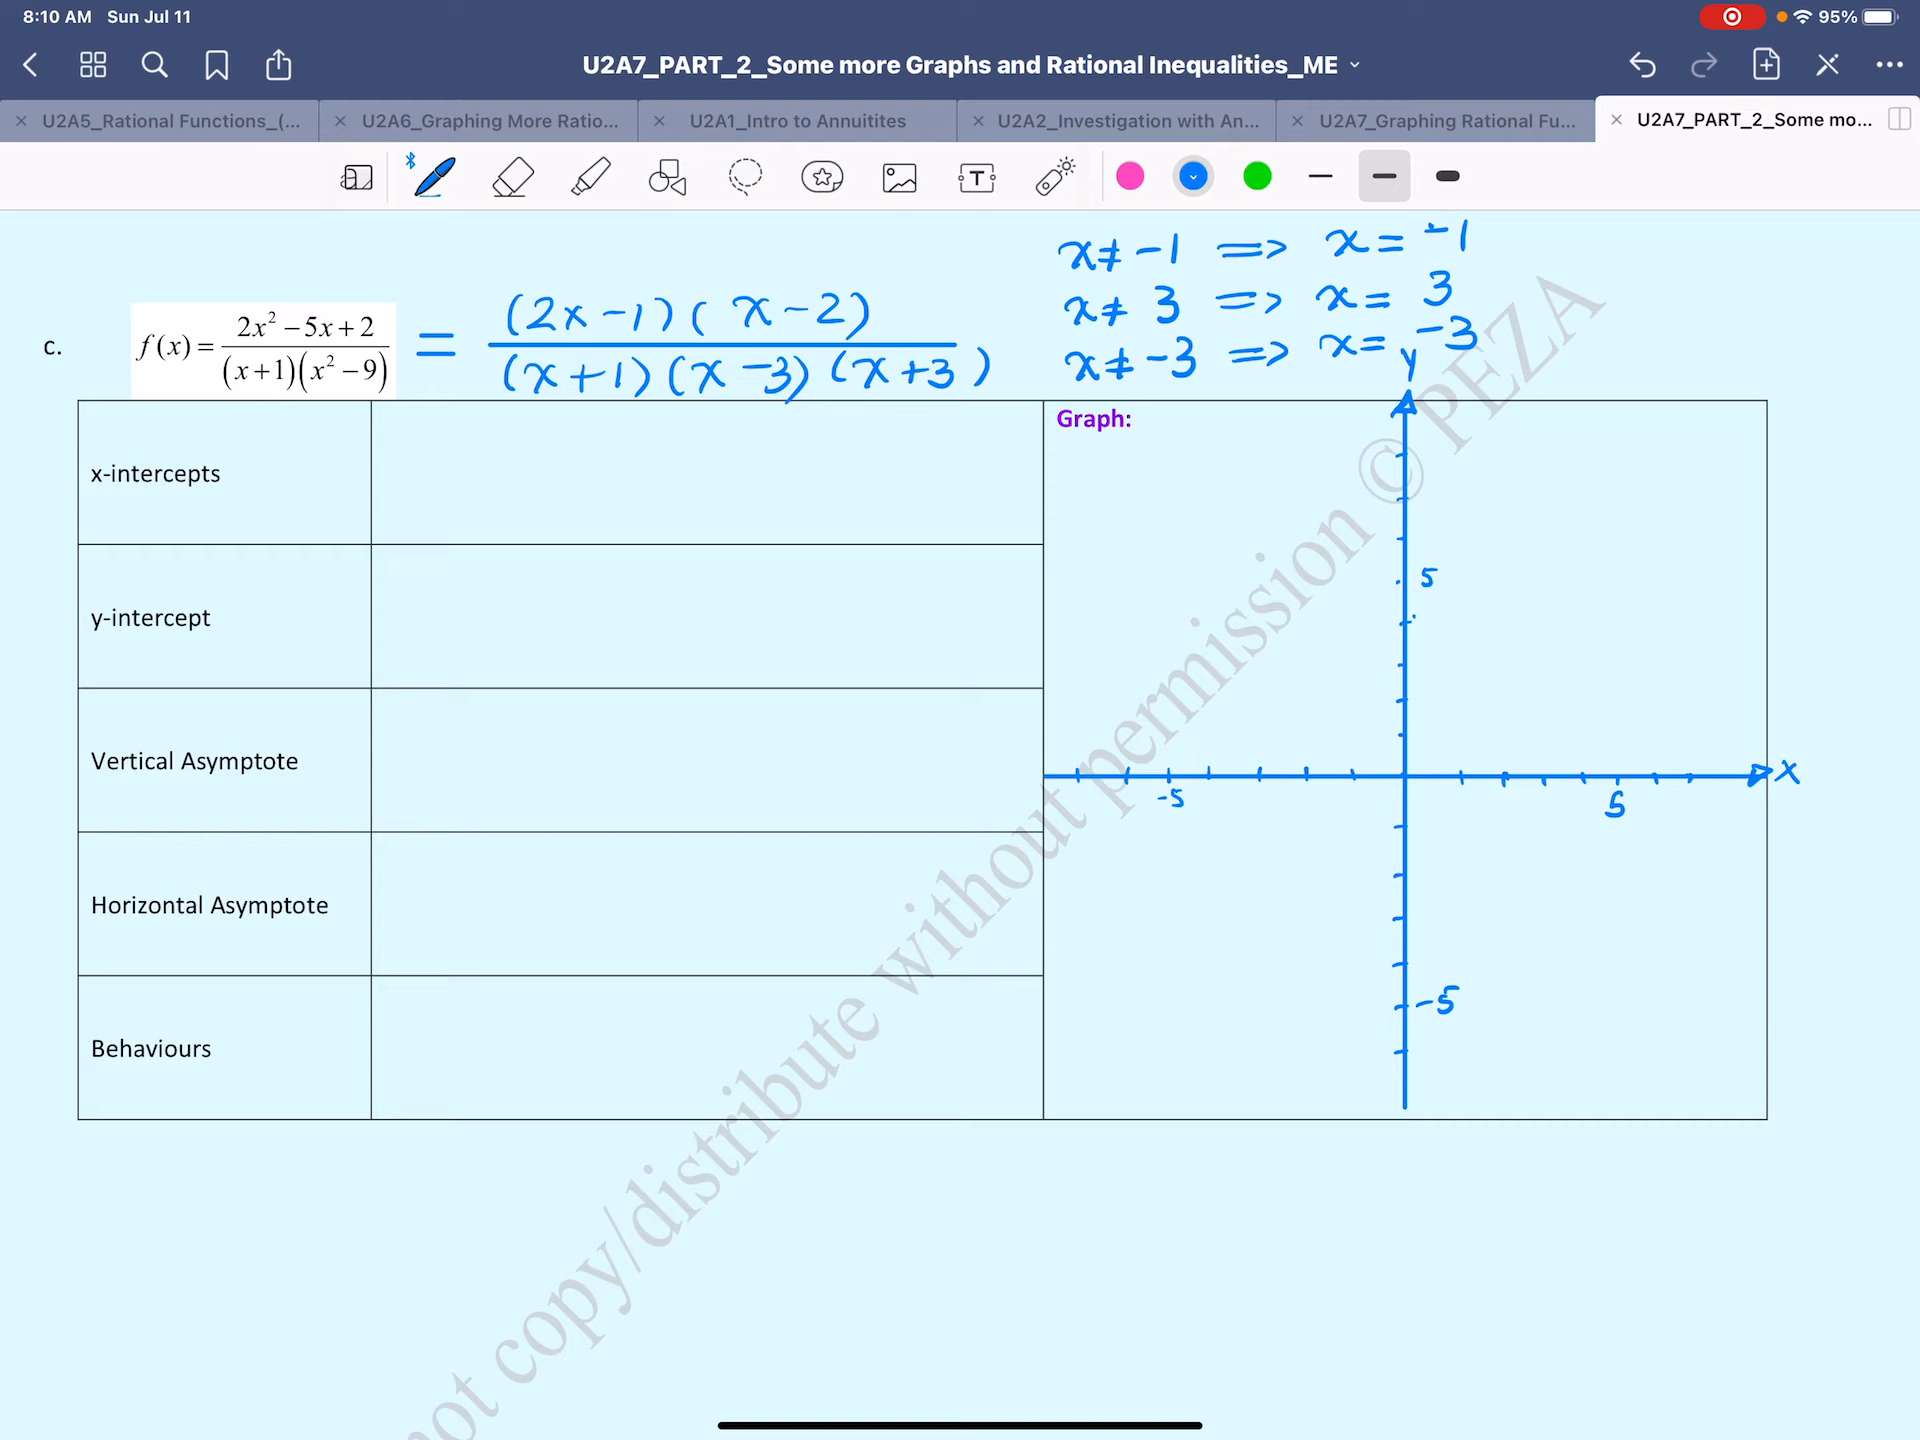 8:10 AM Sun Jul 11
95%
U2A7_PART_2_Some more Graphs and Rational Inequalities_ME
U2A5_Rational Functions_(...
U2A6_Graphing More Ratio...
U2A1_Intro to Annuitites
U2A2_Investigation with An...
U2A7_Graphing Rational Fu...
U2A7_PART_2_Some mo...
x ≠ -1 => x = -1
x ≠ 3 => x = 3
x ≠ -3 => x = -3
c. f(x) = (2x² − 5x + 2) / ((x+1)(x² − 9)) = (2x-1)(x-2) / (x+1)(x-3)(x+3)
Graph:
y
x-intercepts
y-intercept
Vertical Asymptote
Horizontal Asymptote
Behaviours
5
-5
5
x
-5
not copy/distribute without permission © PEZA